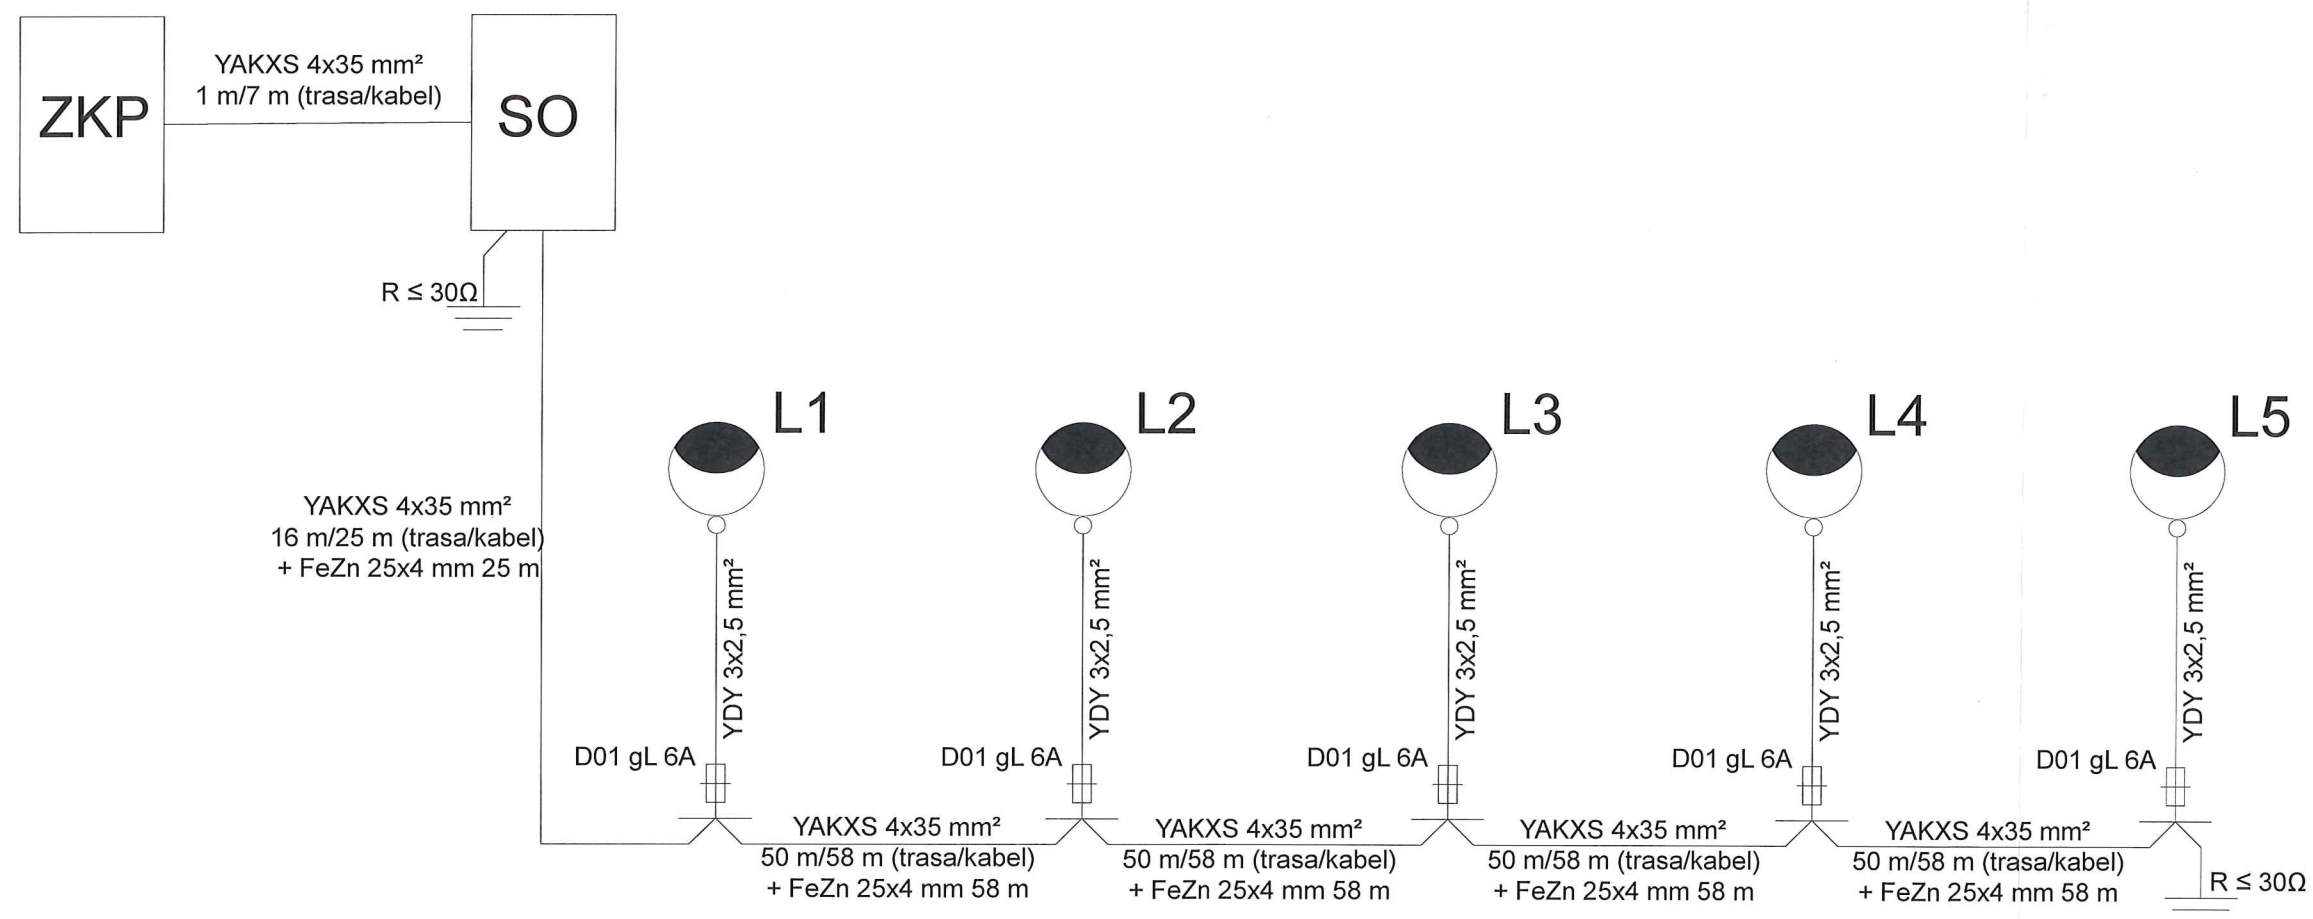 ZKP
YAKXS 4x35 mm²
1 m/7 m (trasa/kabel)
SO
R ≤ 30Ω
YAKXS 4x35 mm²
16 m/25 m (trasa/kabel)
+ FeZn 25x4 mm 25 m
L1
YDY 3x2,5 mm²
D01 gL 6A
YAKXS 4x35 mm²
50 m/58 m (trasa/kabel)
+ FeZn 25x4 mm 58 m
L2
YDY 3x2,5 mm²
D01 gL 6A
YAKXS 4x35 mm²
50 m/58 m (trasa/kabel)
+ FeZn 25x4 mm 58 m
L3
YDY 3x2,5 mm²
D01 gL 6A
YAKXS 4x35 mm²
50 m/58 m (trasa/kabel)
+ FeZn 25x4 mm 58 m
L4
YDY 3x2,5 mm²
D01 gL 6A
YAKXS 4x35 mm²
50 m/58 m (trasa/kabel)
+ FeZn 25x4 mm 58 m
L5
YDY 3x2,5 mm²
D01 gL 6A
R ≤ 30Ω